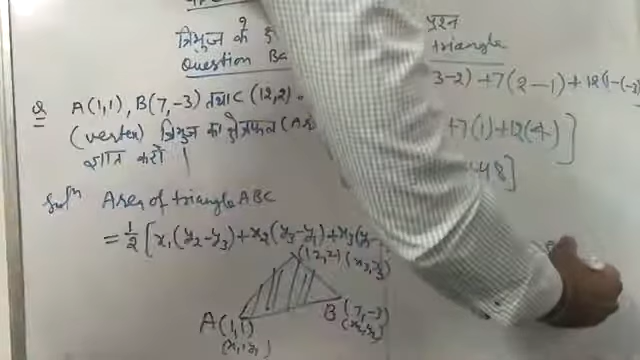 त्रिभुज के
प्रश्न
Question Ba
triangle
Q A(1,1), B(7,-3) तथा C(12,2)
(vertex) त्रिभुज का क्षेत्रफल (Ar
ज्ञात करो |
Solⁿ Area of triangle ABC
= 1/2 [x₁(y₂-y₃)+x₂(y₃-y₁)+x₃(y
3-2)+7(2-1)+12(1-(-3)
+7(1)+12(4)]
48]
(12,2) (x₃,y₃)
A(1,1)
(x₁,y₁)
B(7,-3)
(x₂,y₂)